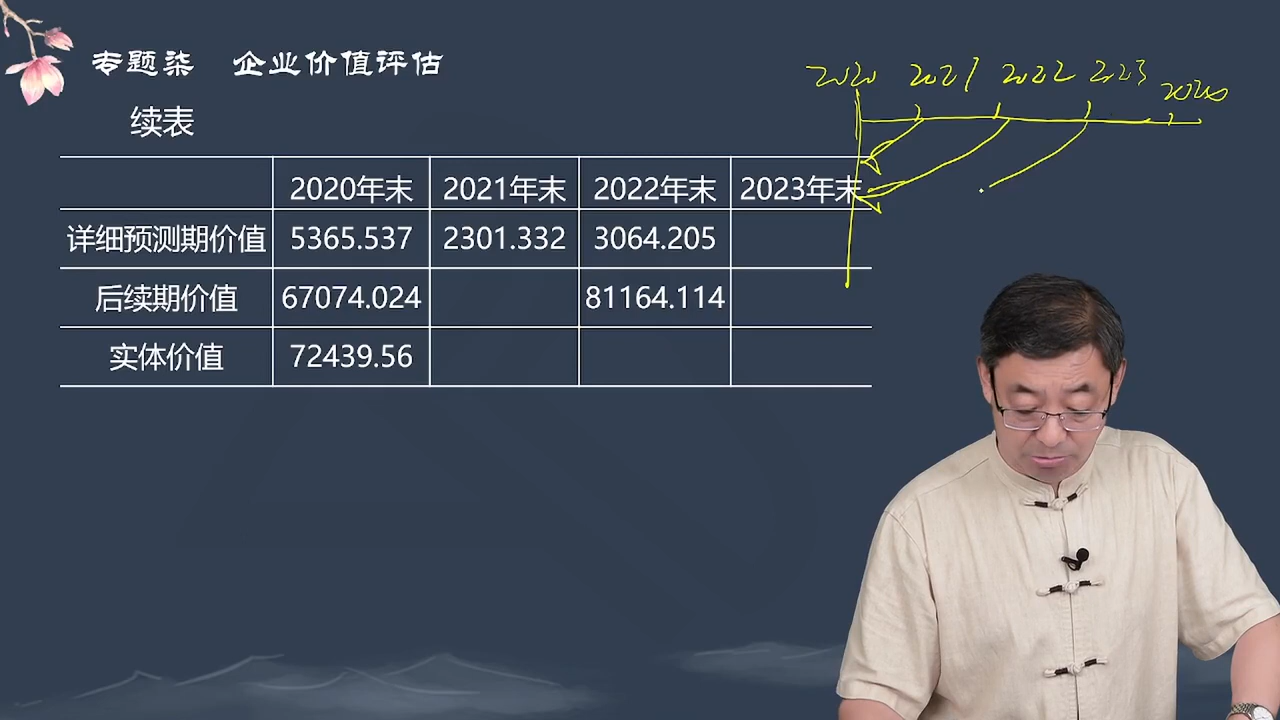 专题柒 企业价值评估
2020 2021 2022 2023
续表
2020年末 2021年末 2022年末 2023年末
详细预测期价值 5365.537 2301.332 3064.205
后续期价值 67074.024 81164.114
实体价值 72439.56